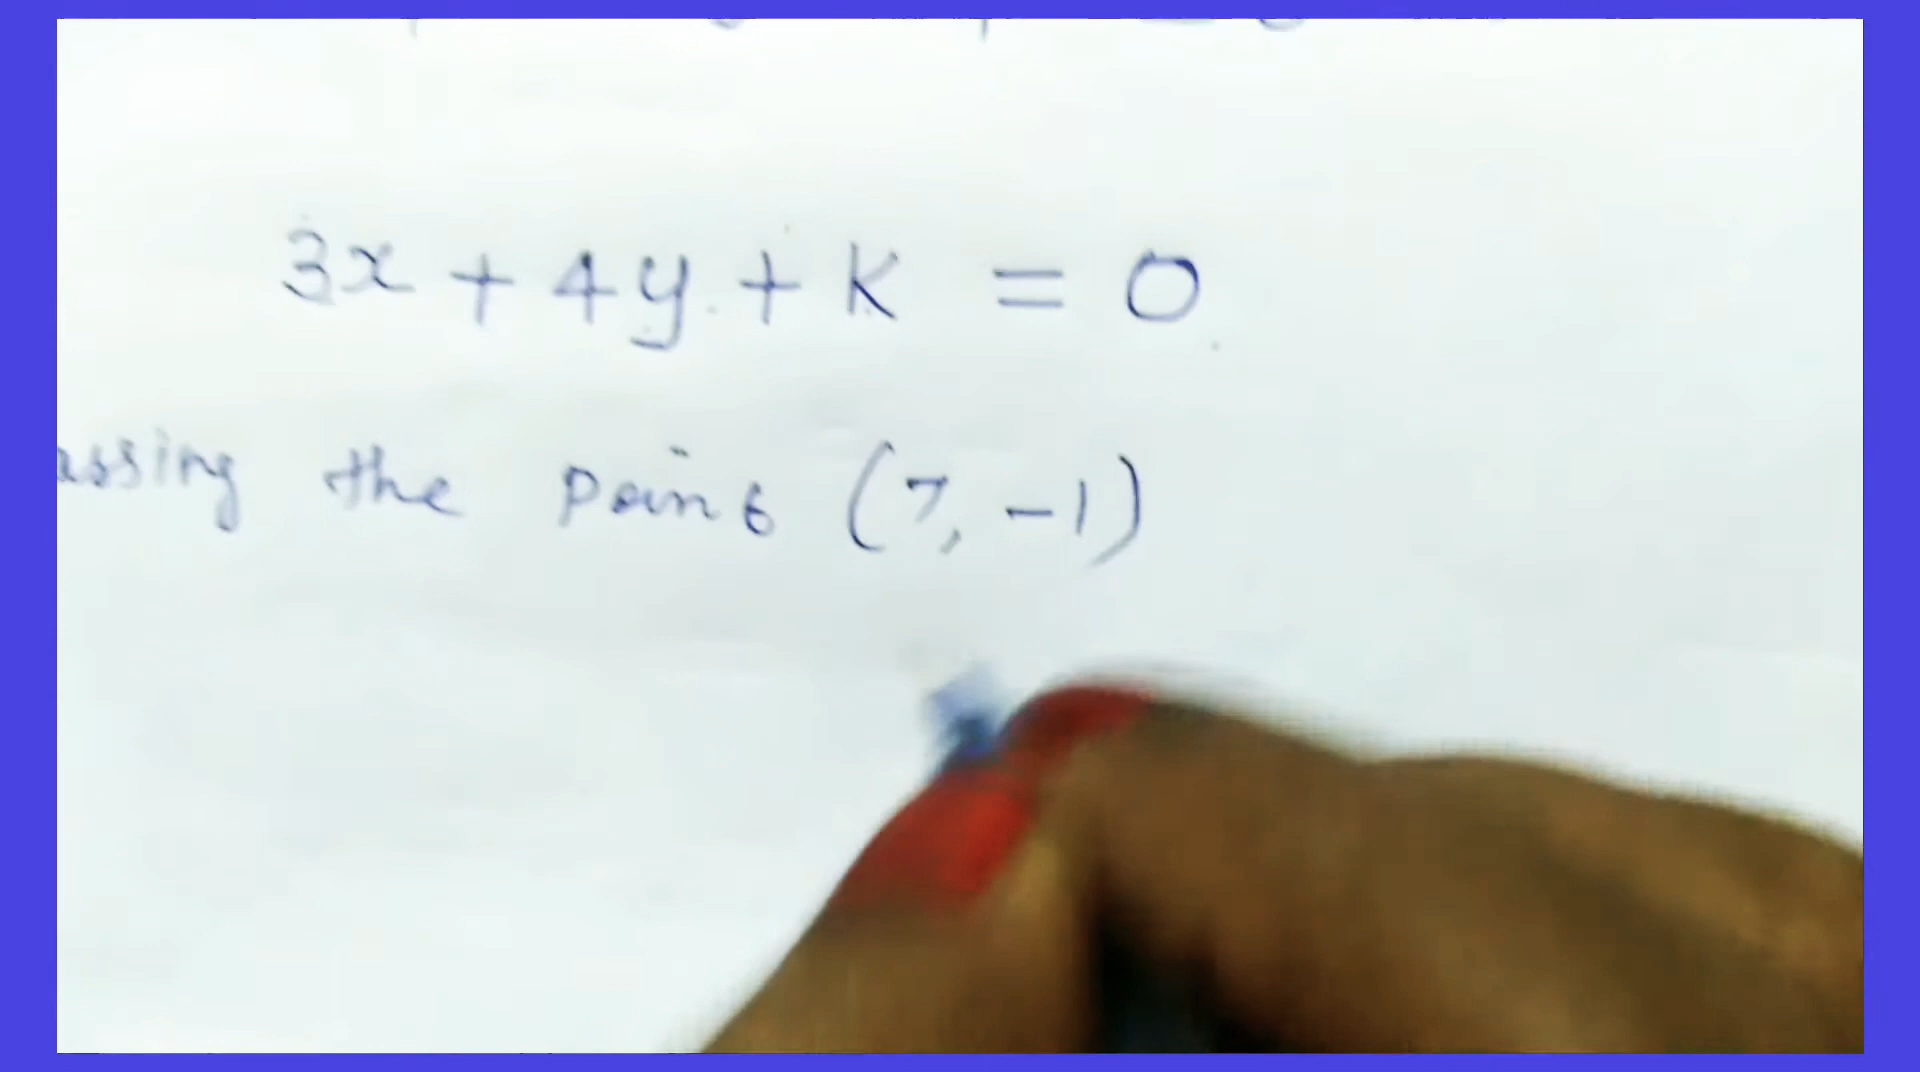 3x + 4y + K = 0
assing the point (7, -1)